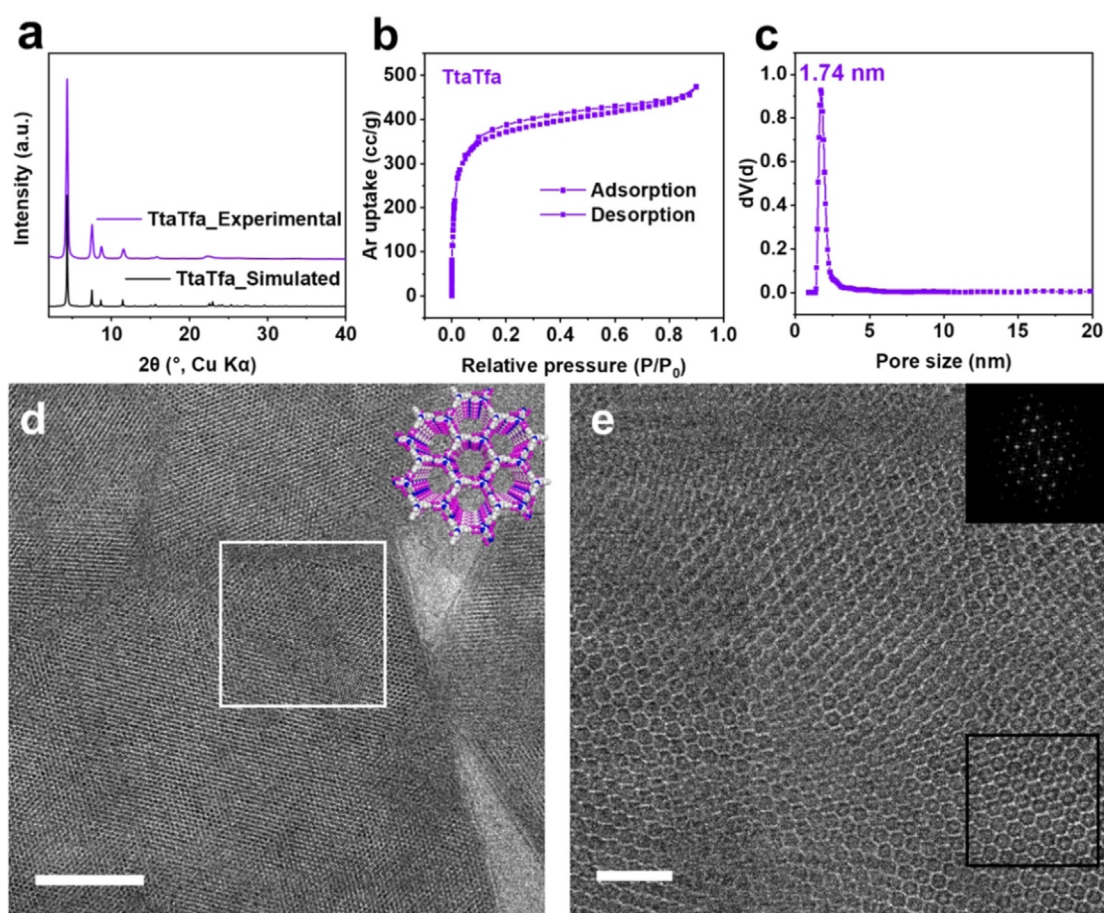 a
Intensity (a.u.)
TtaTfa_Experimental
TtaTfa_Simulated
10
20
30
40
2θ (°, Cu Kα)
b
Ar uptake (cc/g)
500
400
300
200
100
0
TtaTfa
Adsorption
Desorption
0.0
0.2
0.4
0.6
0.8
1.0
Relative pressure (P/P₀)
c
dV(d)
1.0
0.8
0.6
0.4
0.2
0.0
1.74 nm
0
5
10
15
20
Pore size (nm)
d
e